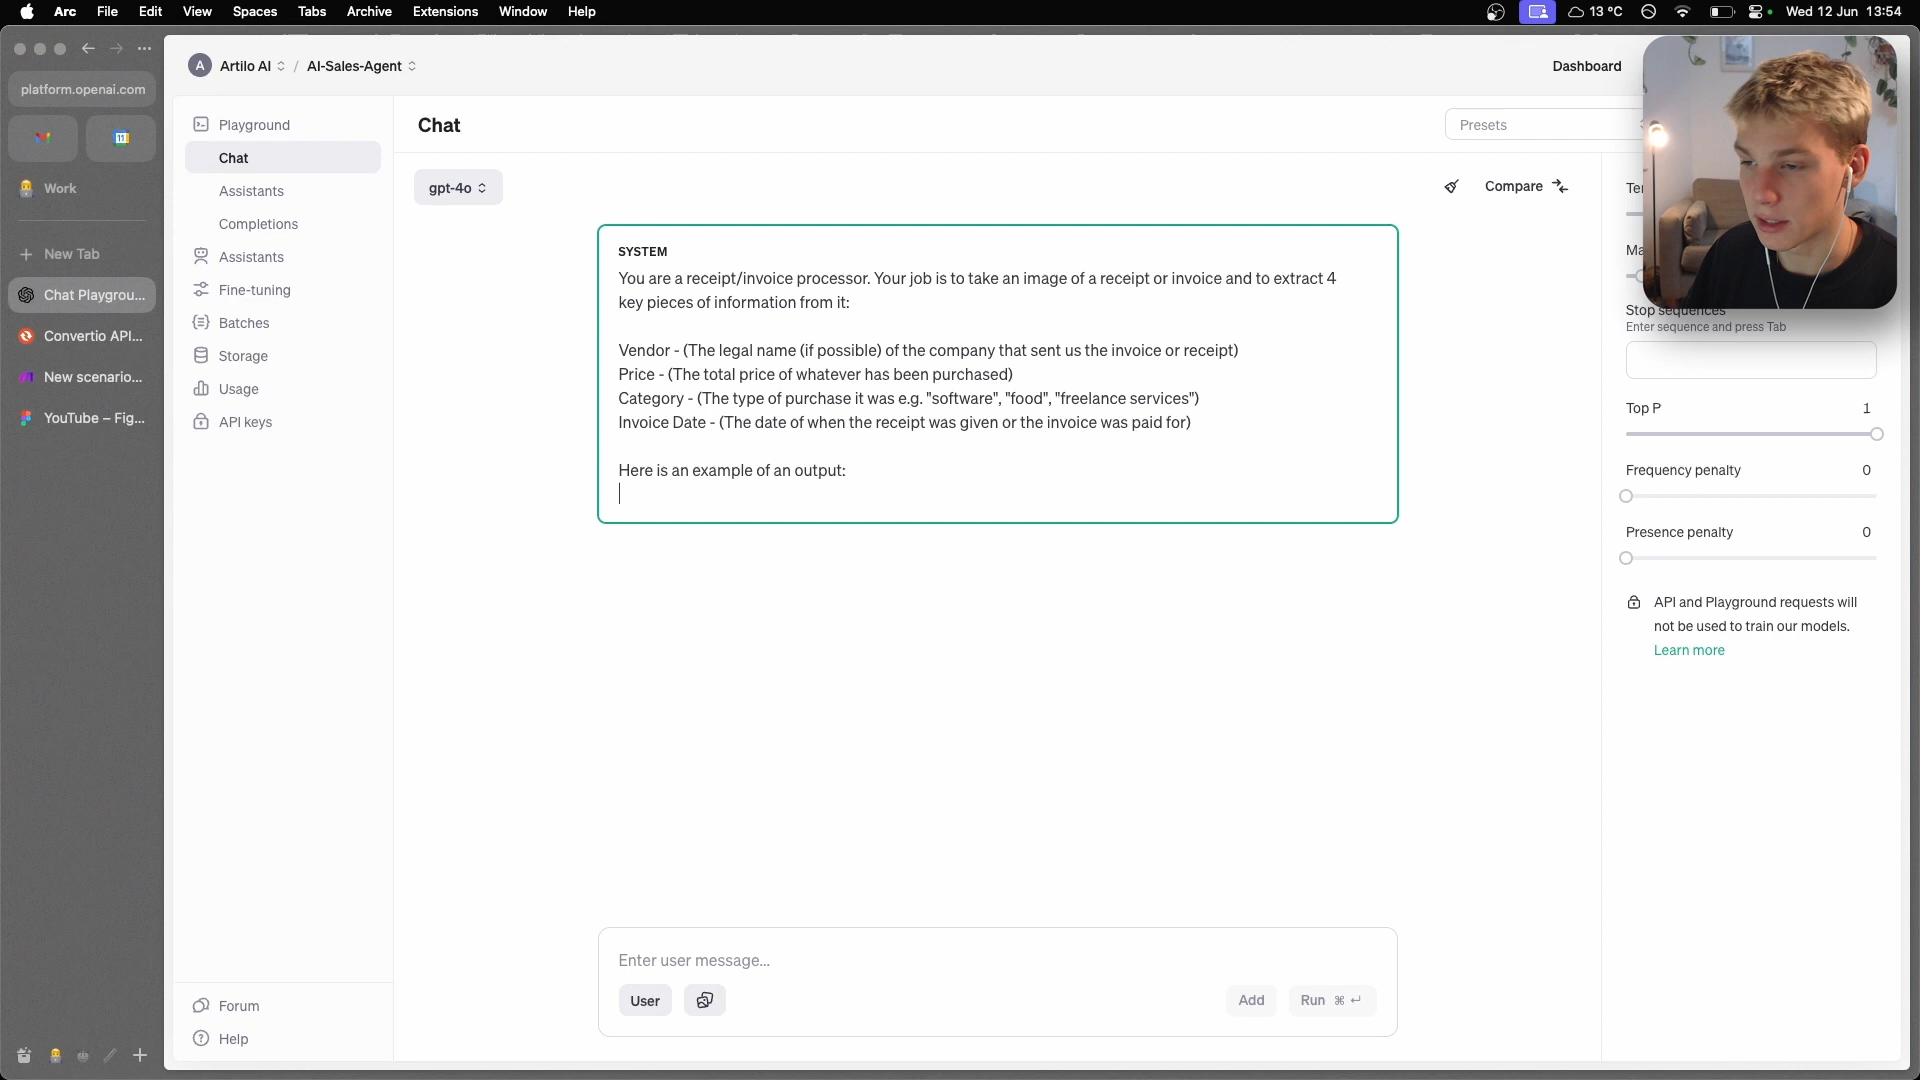 Arc File Edit View Spaces Tabs Archive Extensions Window Help
13 °C Wed 12 Jun 13:54
platform.openai.com
11
Work
New Tab
Chat Playgrou...
Convertio API...
New scenario...
YouTube – Fig...
A Artilo AI / AI-Sales-Agent
Dashboard
Playground
Chat
Assistants
Completions
Assistants
Fine-tuning
Batches
Storage
Usage
API keys
Forum
Help
Chat
Presets
gpt-4o
Compare
SYSTEM
You are a receipt/invoice processor. Your job is to take an image of a receipt or invoice and to extract 4
key pieces of information from it:
Vendor - (The legal name (if possible) of the company that sent us the invoice or receipt)
Price - (The total price of whatever has been purchased)
Category - (The type of purchase it was e.g. "software", "food", "freelance services")
Invoice Date - (The date of when the receipt was given or the invoice was paid for)
Here is an example of an output:
Enter user message...
User
Add
Run ⌘ ↵
Ter
Ma
Stop sequences
Enter sequence and press Tab
Top P 1
Frequency penalty 0
Presence penalty 0
API and Playground requests will
not be used to train our models.
Learn more